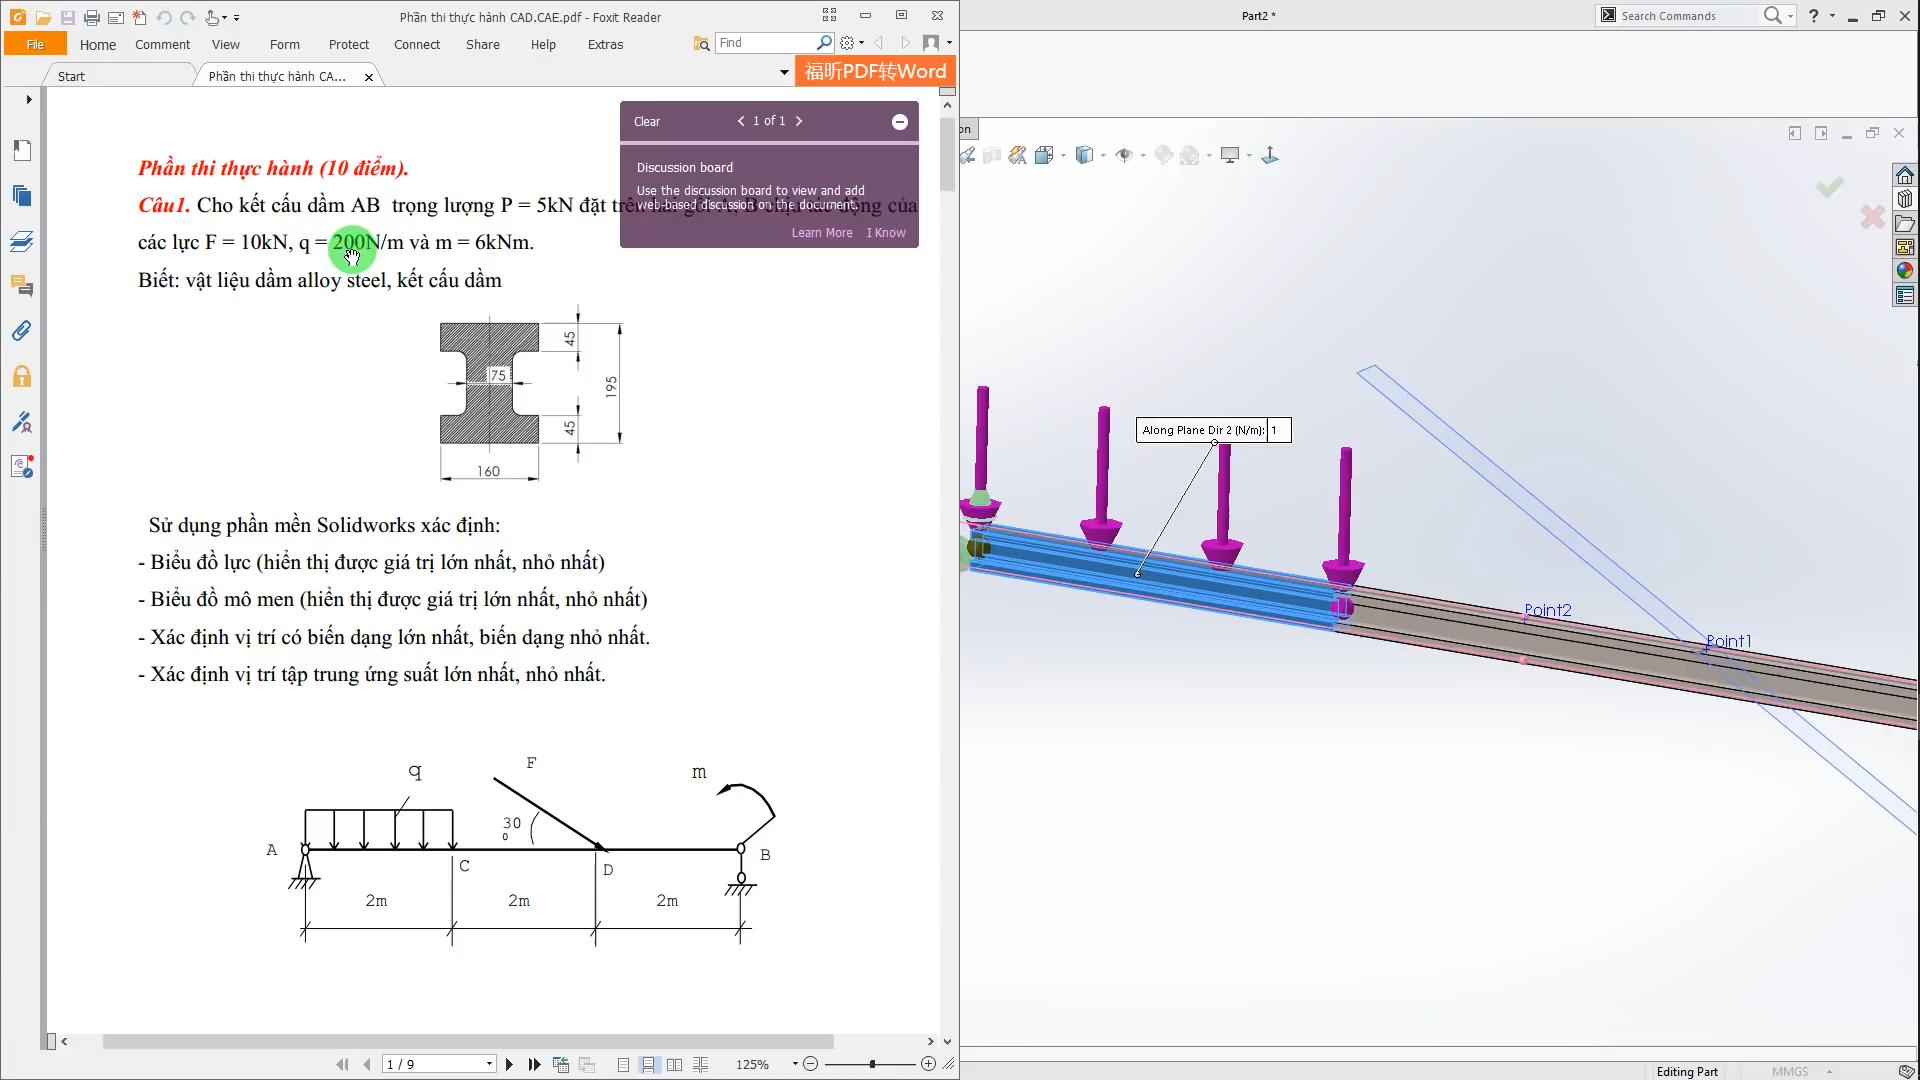 Phần thi thực hành CAD.CAE.pdf - Foxit Reader
File Home Comment View Form Protect Connect Share Help Extras
Find
Start
Phần thi thực hành CA...
福昕PDF转Word
Clear
1 of 1
Discussion board
Use the discussion board to view and add
web-based discussion on the document.
Learn More I Know
Phần thi thực hành (10 điểm).
Câu1. Cho kết cấu dầm AB trọng lượng P = 5kN đặt trên hai gối A, B chịu tác động của
các lực F = 10kN, q = 200N/m và m = 6kNm.
Biết: vật liệu dầm alloy steel, kết cấu dầm
45
75
195
45
160
Sử dụng phần mền Solidworks xác định:
- Biểu đồ lực (hiển thị được giá trị lớn nhất, nhỏ nhất)
- Biểu đồ mô men (hiển thị được giá trị lớn nhất, nhỏ nhất)
- Xác định vị trí có biến dạng lớn nhất, biến dạng nhỏ nhất.
- Xác định vị trí tập trung ứng suất lớn nhất, nhỏ nhất.
q
F
m
30
0
A
C
D
B
2m
2m
2m
1 / 9
125%
Part2 *
Search Commands
?
on
Along Plane Dir 2 (N/m): 1
Point2
Point1
Editing Part
MMGS